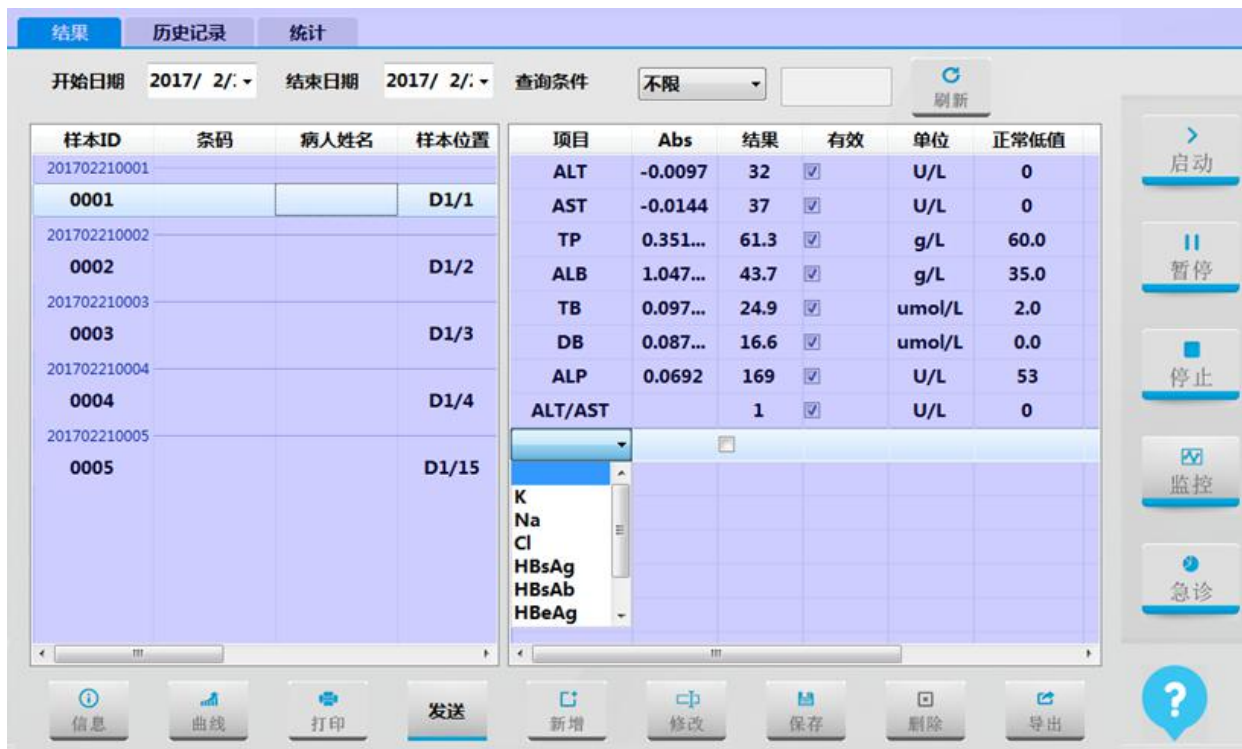 结果 历史记录 统计
开始日期 2017/ 2/ 结束日期 2017/ 2/ 查询条件 不限
刷新
样本ID 条码 病人姓名 样本位置
201702210001
0001 D1/1
201702210002
0002 D1/2
201702210003
0003 D1/3
201702210004
0004 D1/4
201702210005
0005 D1/15
项目 Abs 结果 有效 单位 正常低值
ALT -0.0097 32 U/L 0
AST -0.0144 37 U/L 0
TP 0.351... 61.3 g/L 60.0
ALB 1.047... 43.7 g/L 35.0
TB 0.097... 24.9 umol/L 2.0
DB 0.087... 16.6 umol/L 0.0
ALP 0.0692 169 U/L 53
ALT/AST 1 U/L 0
K
Na
Cl
HBsAg
HBsAb
HBeAg
启动
暂停
停止
监控
急诊
信息 曲线 打印 发送 新增 修改 保存 删除 导出
?